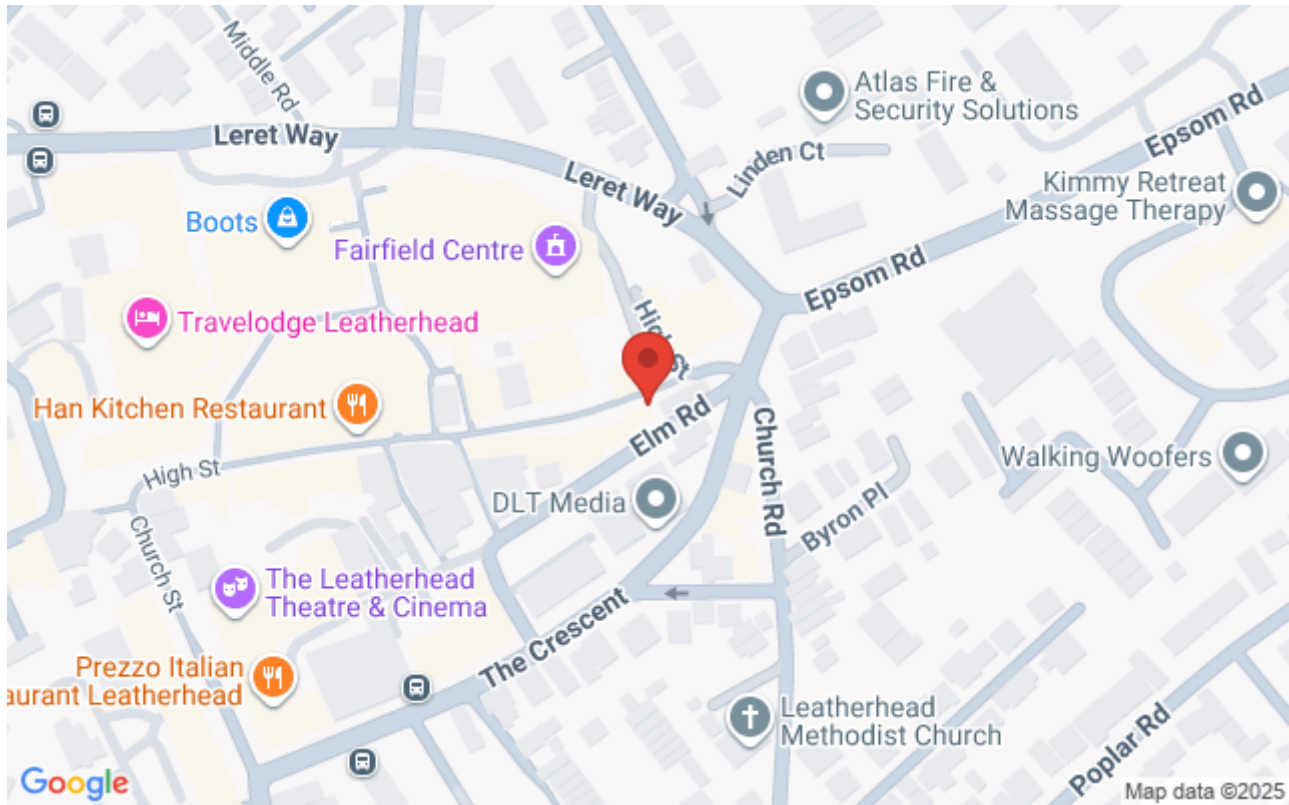 Middle Rd
Leret Way
Leret Way
Atlas Fire &
Security Solutions
Linden Ct
Epsom Rd
Kimmy Retreat
Massage Therapy
Boots
Fairfield Centre
Epsom Rd
Travelodge Leatherhead
High St
Han Kitchen Restaurant
Elm Rd
Church Rd
Walking Woofers
High St
DLT Media
Byron Pl
Church St
The Leatherhead
Theatre & Cinema
The Crescent
Prezzo Italian
aurant Leatherhead
Leatherhead
Methodist Church
Poplar Rd
Google
Map data ©2025